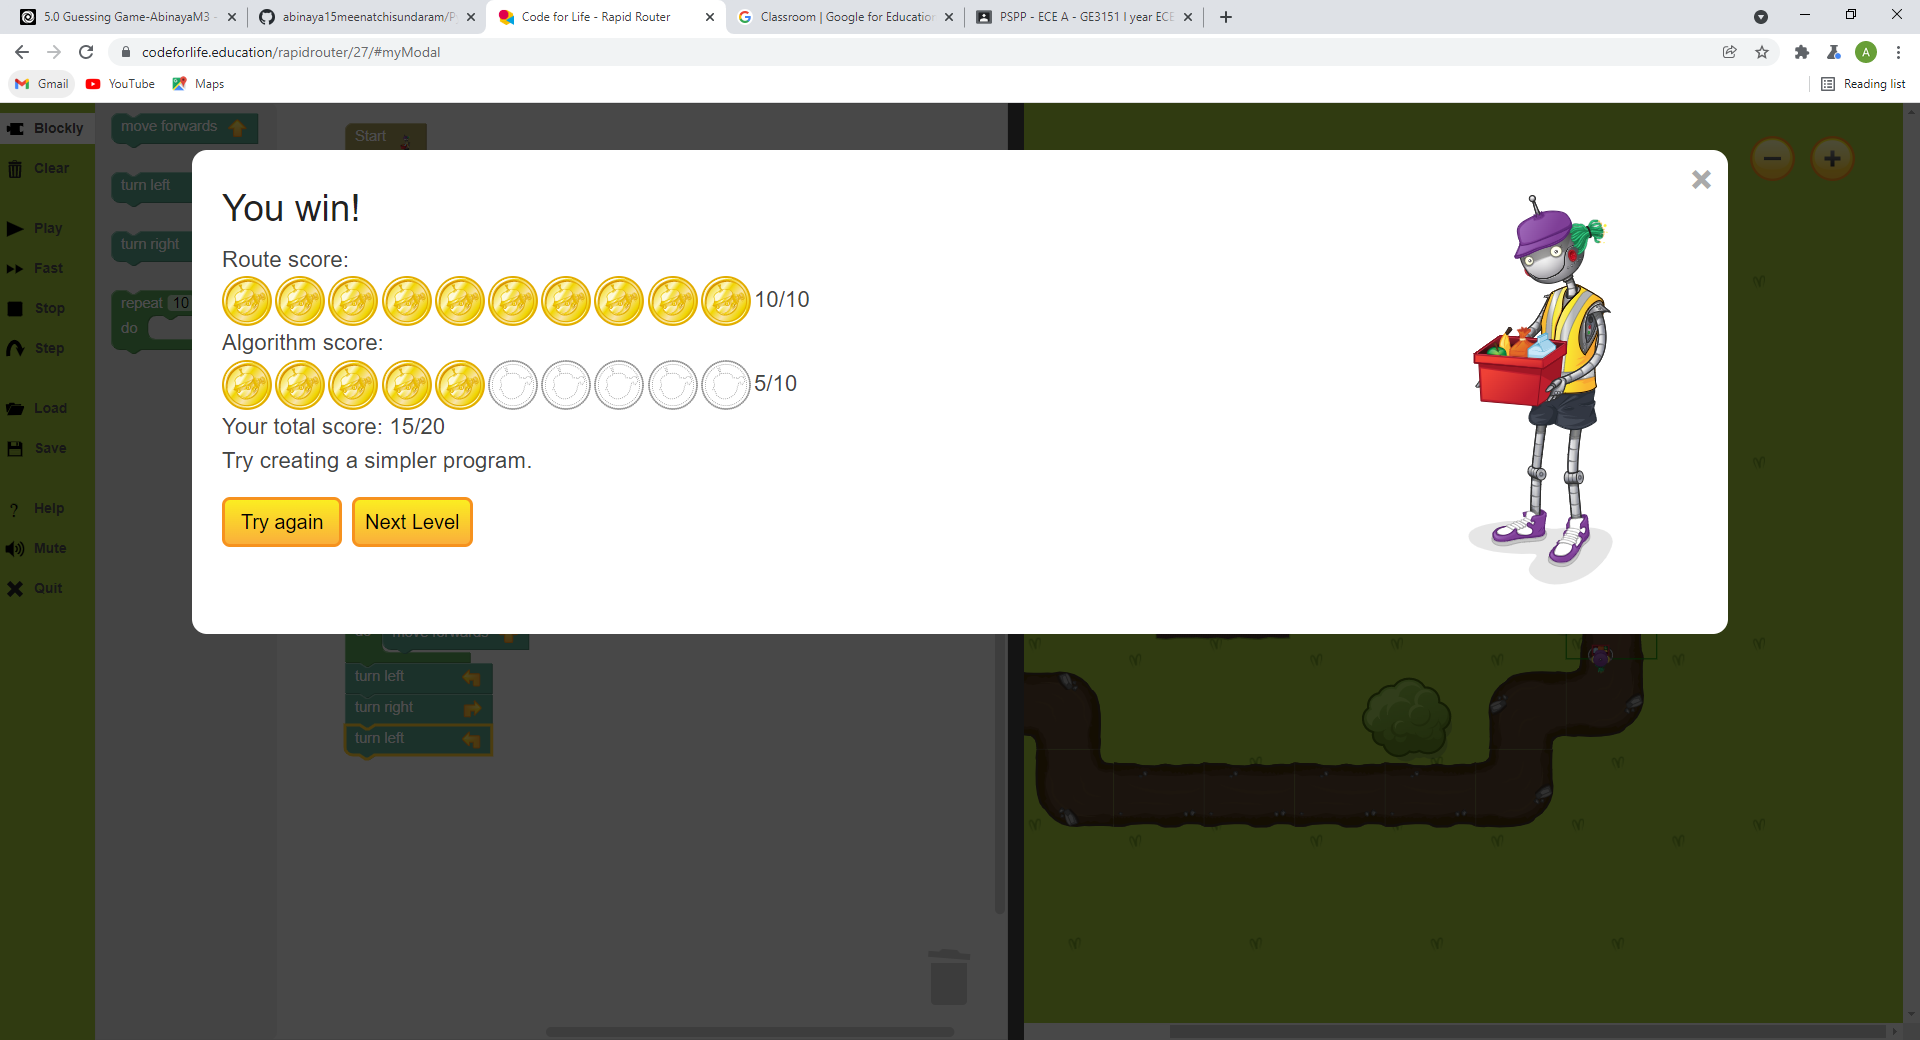 5.0 Guessing Game-AbinayaM3 -
abinaya15meenatchisundaram/P
Code for Life - Rapid Router
Classroom | Google for Education
PSPP - ECE A - GE3151 I year ECE
codeforlife.education/rapidrouter/27/#myModal
A
Gmail
YouTube
Maps
Reading list
Blockly
Clear
Play
Fast
Stop
Step
Load
Save
? Help
Mute
Quit
move forwards
turn left
turn right
repeat 10
do
Start
You win!
Route score:
10/10
Algorithm score:
5/10
Your total score: 15/20
Try creating a simpler program.
Try again
Next Level
turn left
turn right
turn left